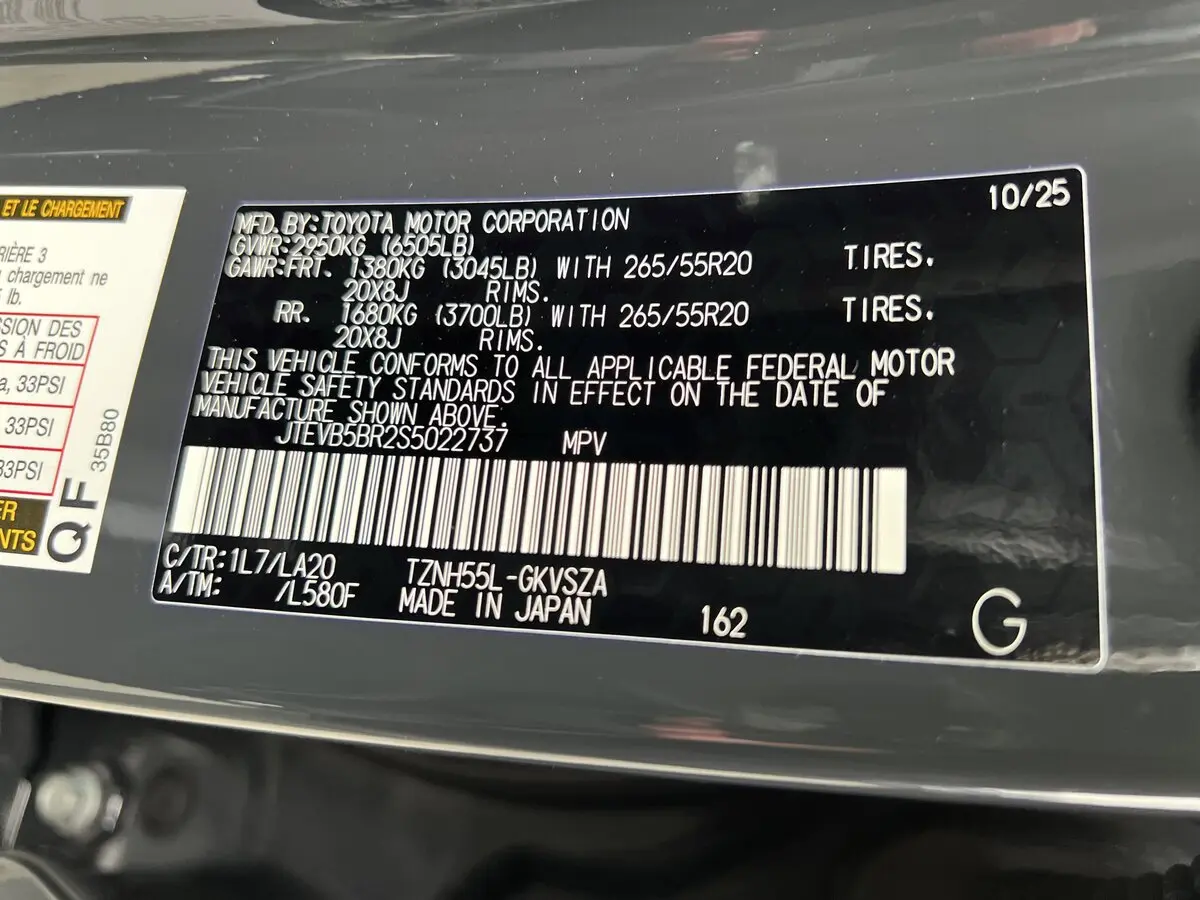 ET LE CHARGEMENT
RIÈRE 3
chargement ne
lb.
SSION DES
S À FROID
a, 33PSI
33PSI
33PSI
ER
NTS
QF 35B80
10/25
MFD. BY: TOYOTA MOTOR CORPORATION
GVWR: 2950KG (6505LB)
GAWR: FRT. 1380KG (3045LB) WITH 265/55R20 TIRES.
20X8J RIMS.
RR. 1680KG (3700LB) WITH 265/55R20 TIRES.
20X8J RIMS.
THIS VEHICLE CONFORMS TO ALL APPLICABLE FEDERAL MOTOR
VEHICLE SAFETY STANDARDS IN EFFECT ON THE DATE OF
MANUFACTURE SHOWN ABOVE.
JTEVB5BR2S5022737 MPV
C/TR: 1L7/LA20 TZNH55L-GKVSZA
A/TM: /L580F MADE IN JAPAN 162 G